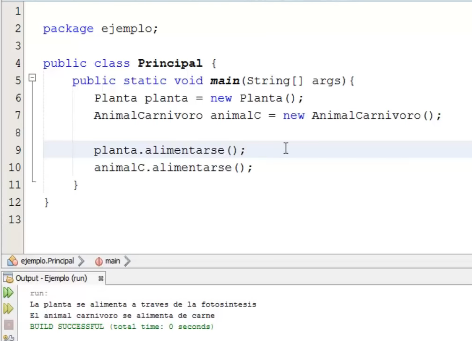 1
2 package ejemplo;
3
4 public class Principal {
5 public static void main(String[] args){
6 Planta planta = new Planta();
7 AnimalCarnivoro animalC = new AnimalCarnivoro();
8
9 planta.alimentarse();
10 animalC.alimentarse();
11 }
12 }
13
ejemplo.Principal main
Output - Ejemplo (run)
run:
La planta se alimenta a traves de la fotosintesis
El animal carnivoro se alimenta de carne
BUILD SUCCESSFUL (total time: 0 seconds)